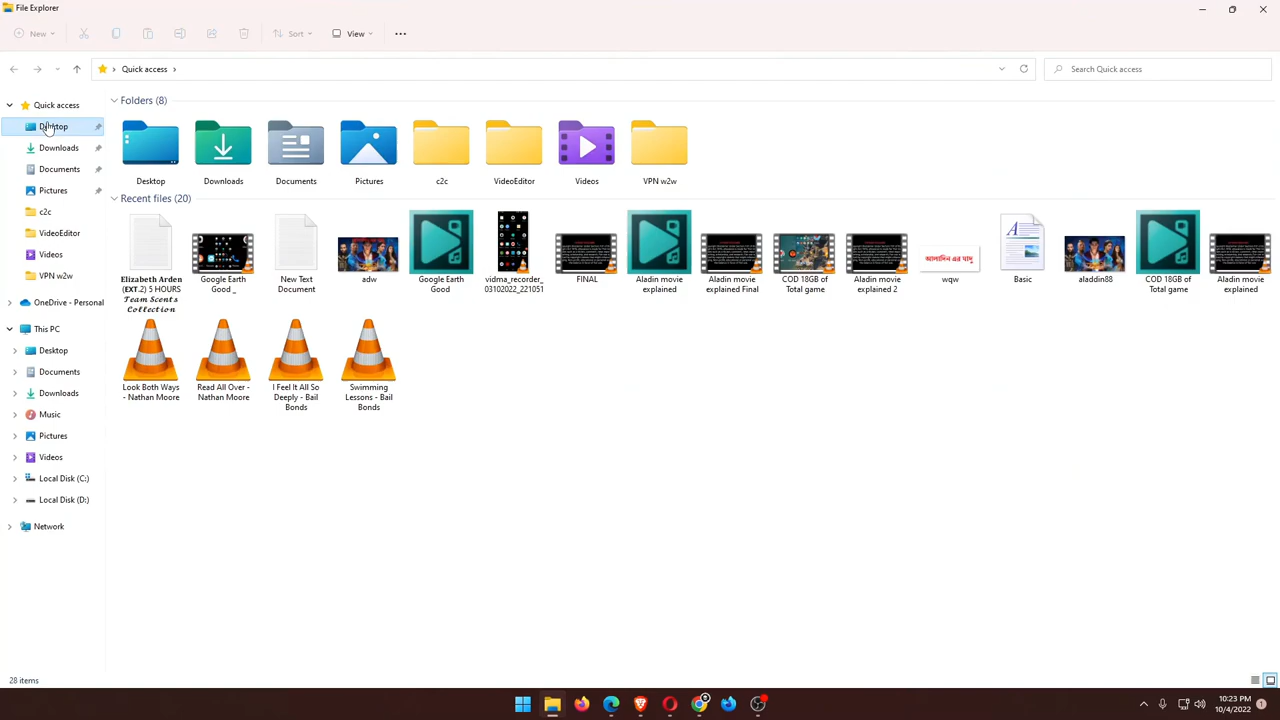 File Explorer
New
Sort
View
Quick access
Search Quick access
Quick access
Desktop
Downloads
Documents
Pictures
c2c
VideoEditor
Videos
VPN w2w
OneDrive - Personal
This PC
Desktop
Documents
Downloads
Music
Pictures
Videos
Local Disk (C:)
Local Disk (D:)
Network
Folders (8)
Desktop
Downloads
Documents
Pictures
c2c
VideoEditor
Videos
VPN w2w
Recent files (20)
𝐄𝐥𝐢𝐳𝐚𝐛𝐞𝐭𝐡 𝐀𝐫𝐝𝐞𝐧
(𝐄𝐗𝐓.𝟐) 5 HOURS
𝓣𝓮𝓪𝓶 𝓢𝓬𝓮𝓷𝓽𝓼
𝓒𝓸𝓵𝓵𝓮𝓬𝓽𝓲𝓸𝓷
Google Earth
Good _
New Text
Document
adw
Google Earth
Good
vidma_recorder_
03102022_221051
FINAL
Aladin movie
explained
Aladin movie
explained Final
COD 18GB of
Total game
Aladin movie
explained 2
আলাদিন এর যাদু
wqw
Basic
aladdin88
COD 18GB of
Total game
Aladin movie
explained
Look Both Ways
- Nathan Moore
Read All Over -
Nathan Moore
I Feel It All So
Deeply - Bail
Bonds
Swimming
Lessons - Bail
Bonds
28 items
10:23 PM
10/4/2022
1